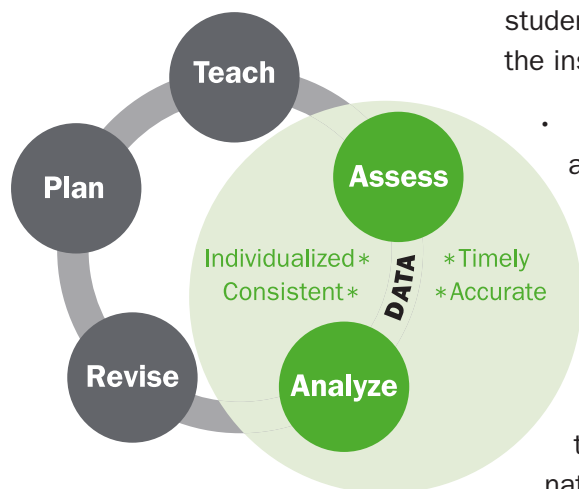 studen
the ins
Teach
Assess
a
Plan
Individualized* *Timely
Consistent* *Accurate
DATA
Revise
Analyze
t
nat